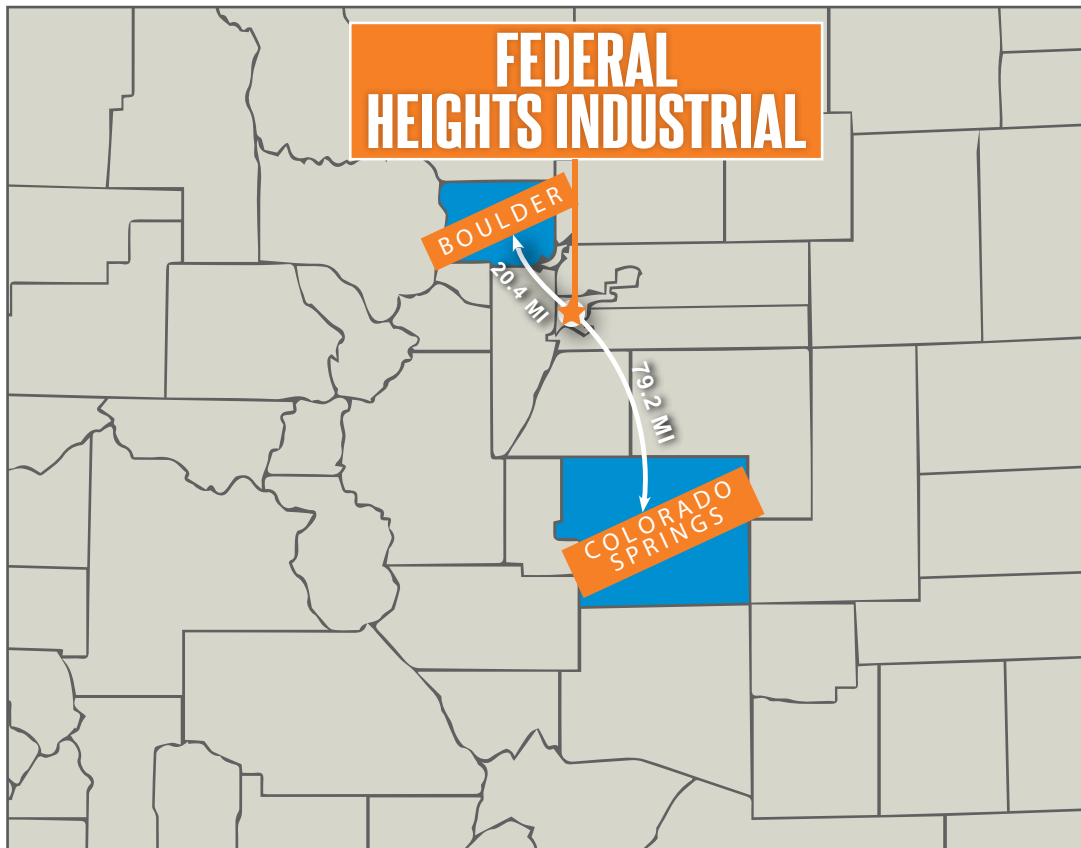 FEDERAL
HEIGHTS INDUSTRIAL
BOULDER
20.4 MI
79.2 MI
COLORADO
SPRINGS